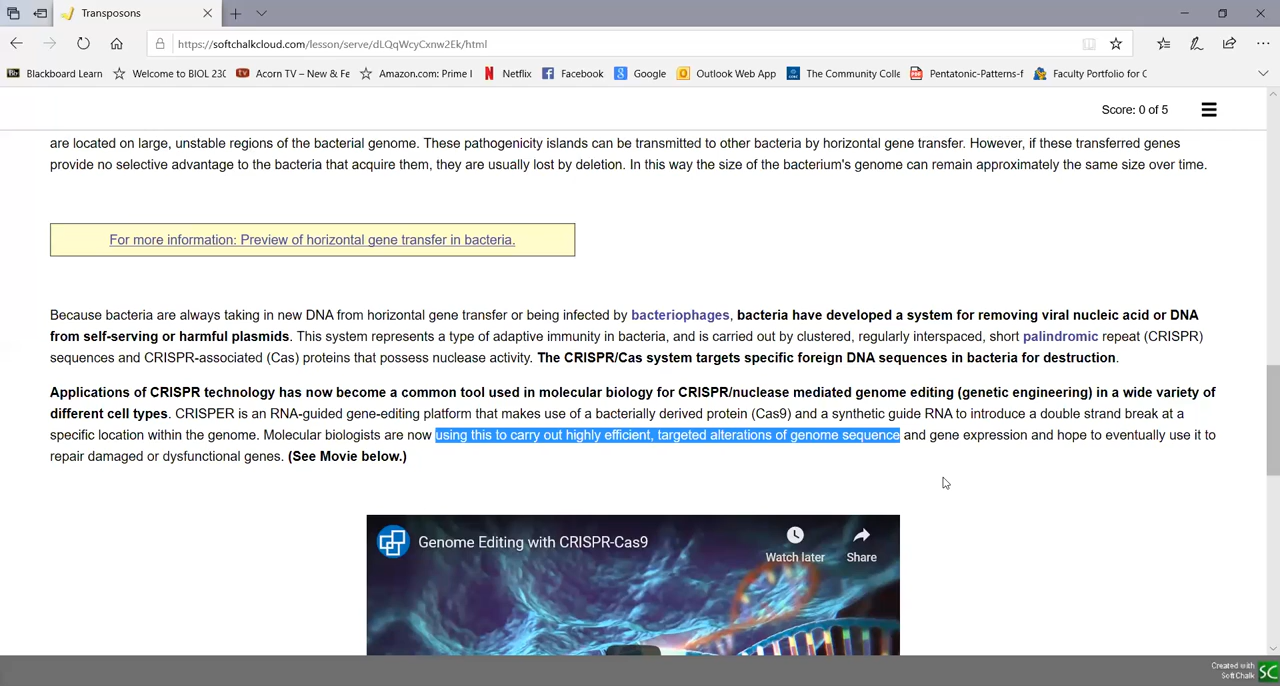 Transposons
https://softchalkcloud.com/lesson/serve/dLQqWcyCxnw2Ek/html
Blackboard Learn Welcome to BIOL 230 Acorn TV – New & Fe Amazon.com: Prime I Netflix Facebook Google Outlook Web App The Community Colle Pentatonic-Patterns-f Faculty Portfolio for C
Score: 0 of 5
are located on large, unstable regions of the bacterial genome. These pathogenicity islands can be transmitted to other bacteria by horizontal gene transfer. However, if these transferred genes
provide no selective advantage to the bacteria that acquire them, they are usually lost by deletion. In this way the size of the bacterium's genome can remain approximately the same size over time.
For more information: Preview of horizontal gene transfer in bacteria.
Because bacteria are always taking in new DNA from horizontal gene transfer or being infected by bacteriophages, bacteria have developed a system for removing viral nucleic acid or DNA
from self-serving or harmful plasmids. This system represents a type of adaptive immunity in bacteria, and is carried out by clustered, regularly interspaced, short palindromic repeat (CRISPR)
sequences and CRISPR-associated (Cas) proteins that possess nuclease activity. The CRISPR/Cas system targets specific foreign DNA sequences in bacteria for destruction.
Applications of CRISPR technology has now become a common tool used in molecular biology for CRISPR/nuclease mediated genome editing (genetic engineering) in a wide variety of
different cell types. CRISPER is an RNA-guided gene-editing platform that makes use of a bacterially derived protein (Cas9) and a synthetic guide RNA to introduce a double strand break at a
specific location within the genome. Molecular biologists are now using this to carry out highly efficient, targeted alterations of genome sequence and gene expression and hope to eventually use it to
repair damaged or dysfunctional genes. (See Movie below.)
Genome Editing with CRISPR-Cas9
Watch later Share
Created with
SoftChalk
SC